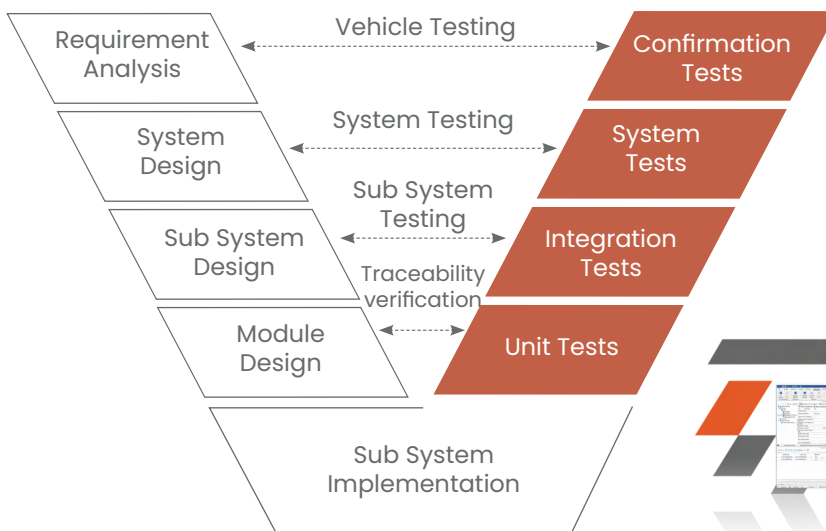 Requirement
Analysis
Vehicle Testing
Confirmation
Tests
System
Design
System Testing
System
Tests
Sub System
Design
Sub System
Testing
Integration
Tests
Module
Design
Traceability
verification
Unit Tests
Sub System
Implementation